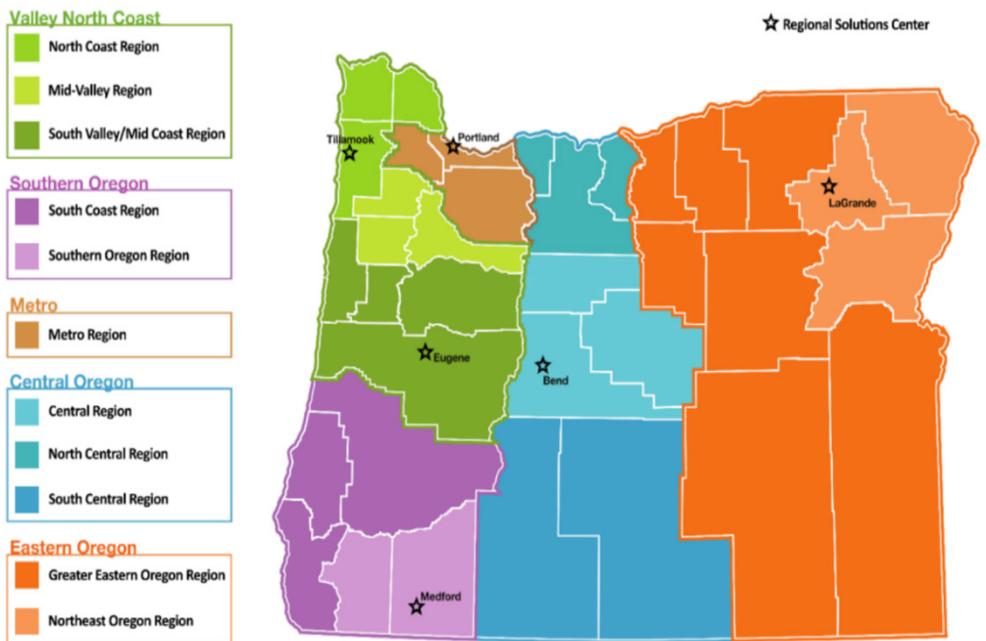 Valley North Coast
North Coast Region
Mid-Valley Region
South Valley/Mid Coast Region
Southern Oregon
South Coast Region
Southern Oregon Region
Metro
Metro Region
Central Oregon
Central Region
North Central Region
South Central Region
Eastern Oregon
Greater Eastern Oregon Region
Northeast Oregon Region
Regional Solutions Center
Tillamook
Portland
LaGrande
Eugene
Bend
Medford